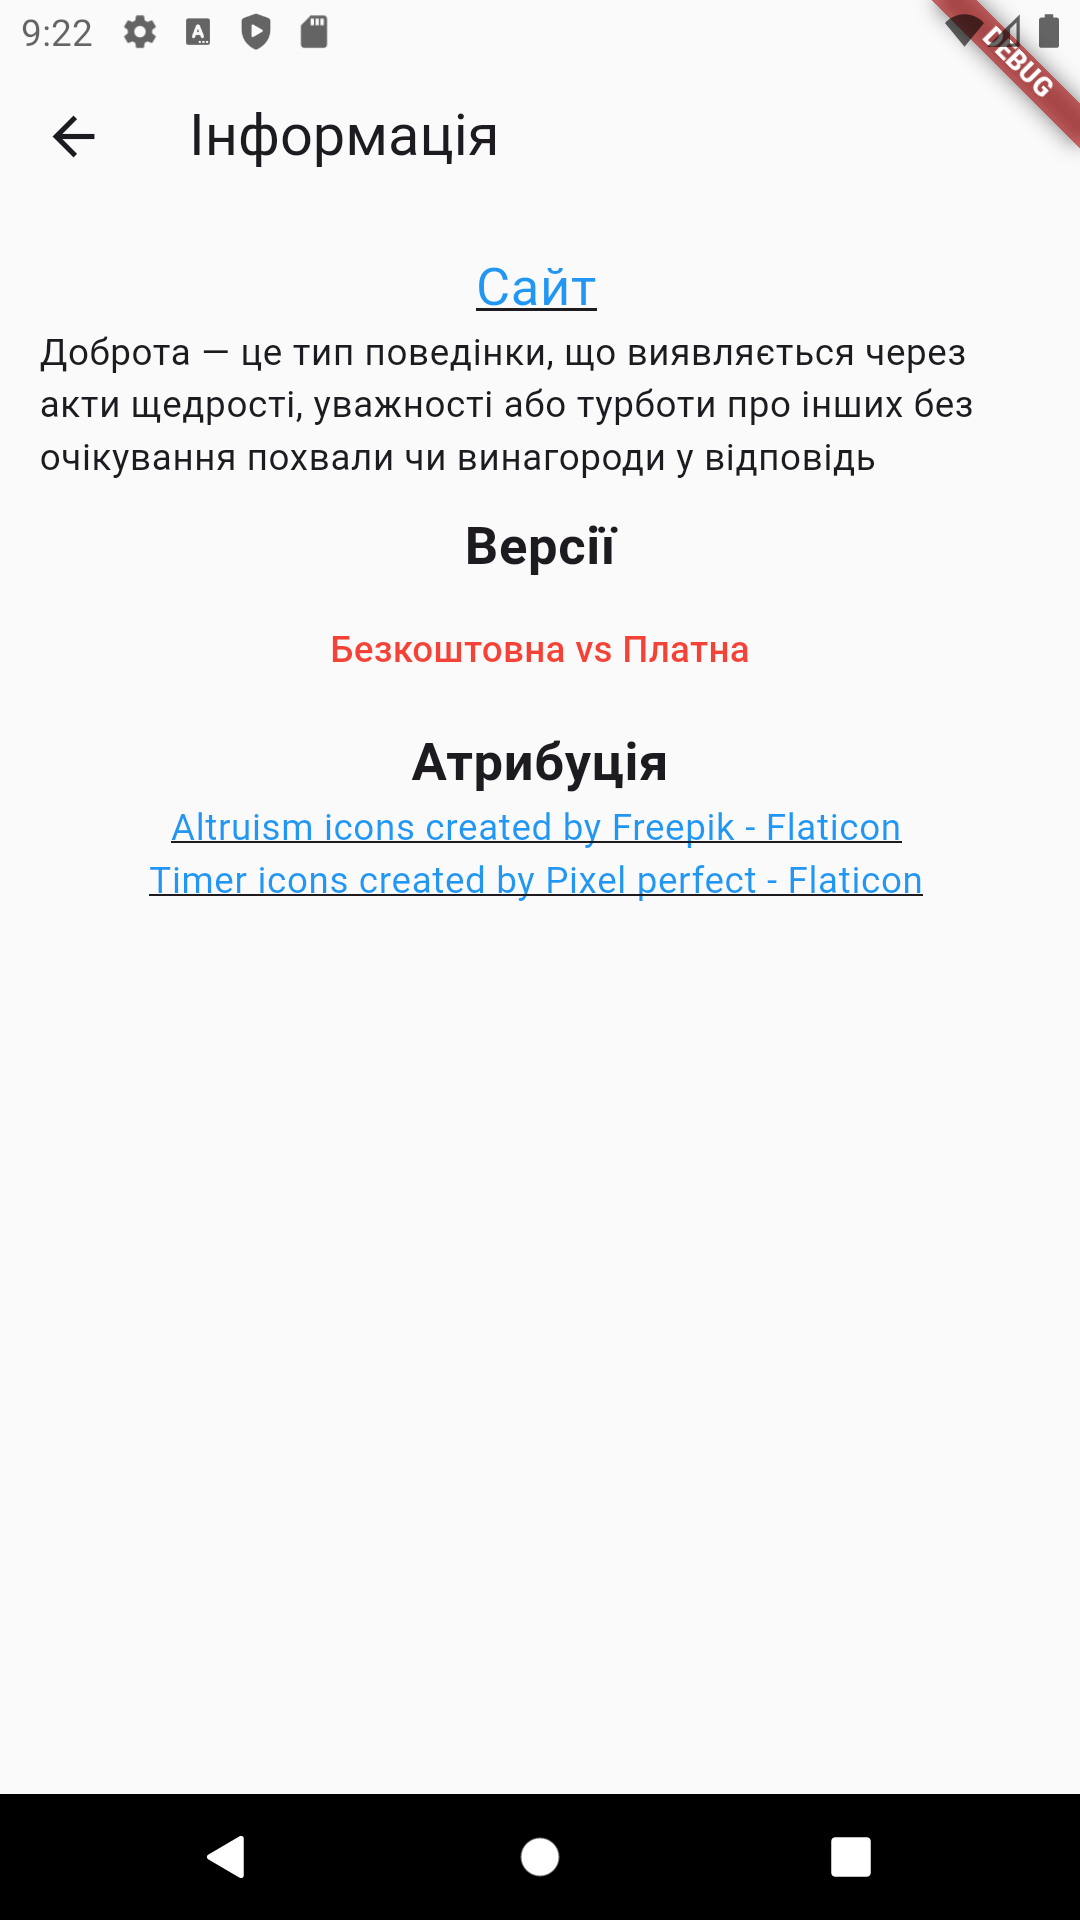 9:22
DEBUG
Інформація
Сайт
Доброта — це тип поведінки, що виявляється через
акти щедрості, уважності або турботи про інших без
очікування похвали чи винагороди у відповідь
Версії
Безкоштовна vs Платна
Атрибуція
Altruism icons created by Freepik - Flaticon
Timer icons created by Pixel perfect - Flaticon